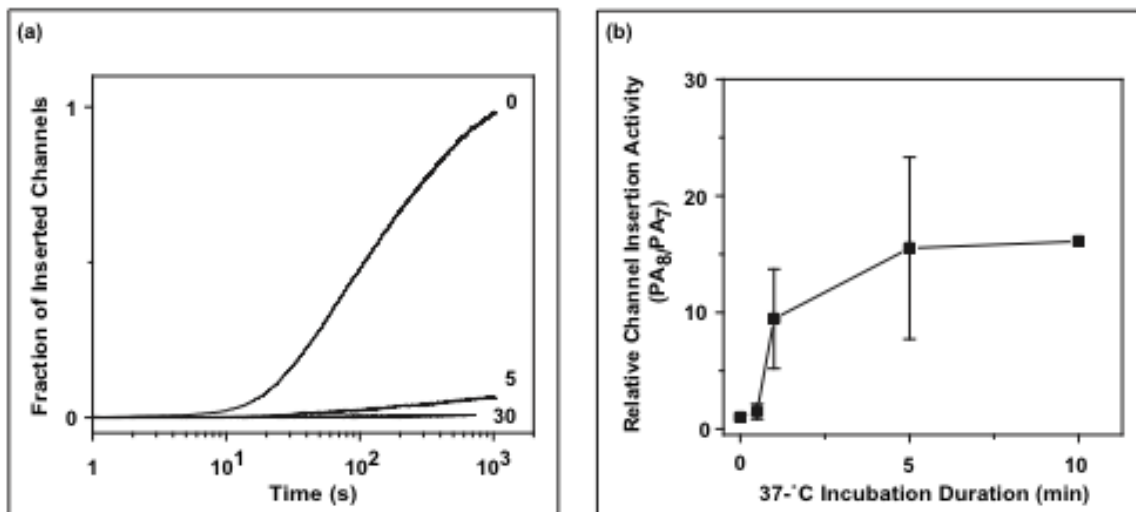 (a)
Fraction of Inserted Channels
1
0
0
5
30
1
10¹
10²
10³
Time (s)
(b)
Relative Channel Insertion Activity
(PA₈/PA₇)
30
20
10
0
0
5
10
37-˚C Incubation Duration (min)